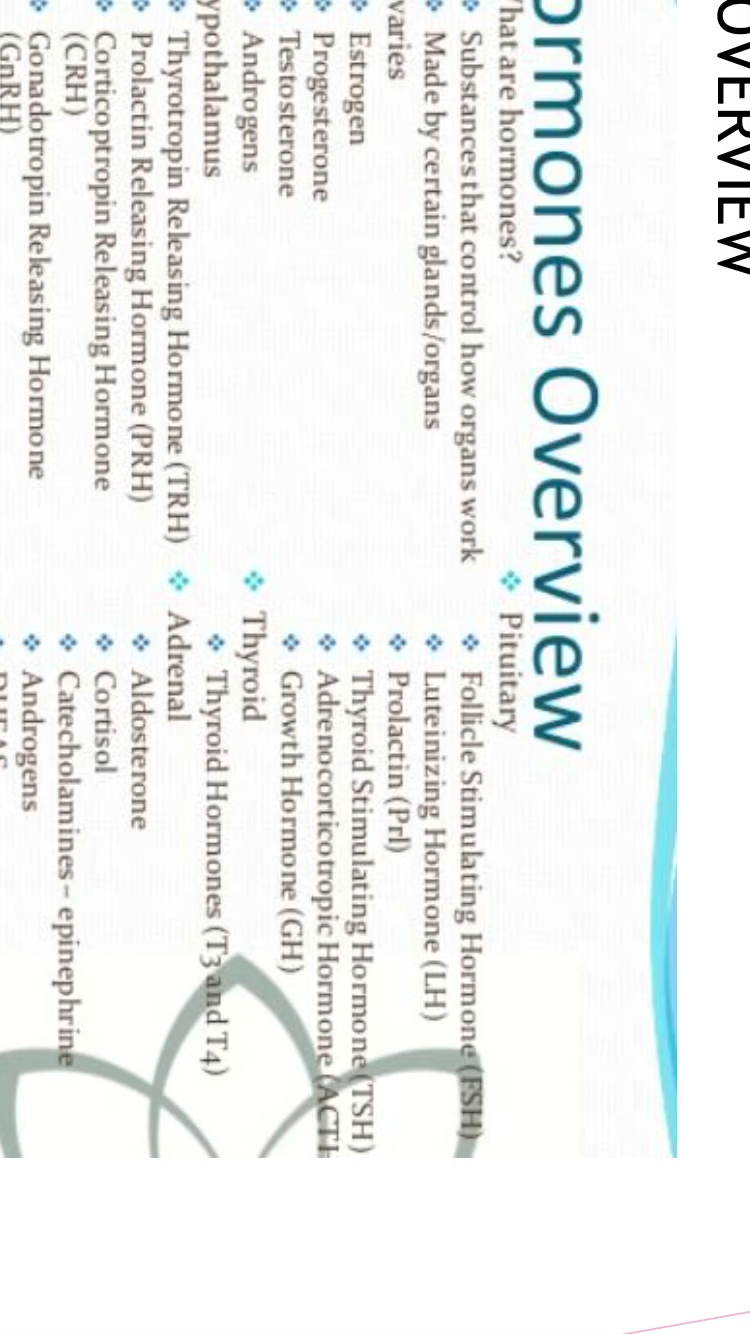 OVERVIEW
ormones Overview
hat are hormones?
Substances that control how organs work
Made by certain glands/organs
varies
Estrogen
Progesterone
Testosterone
Androgens
ypothalamus
Thyrotropin Releasing Hormone (TRH)
Prolactin Releasing Hormone (PRH)
Corticoptropin Releasing Hormone
(CRH)
Gonadotropin Releasing Hormone
(GnRH)
Pituitary
Follicle Stimulating Hormone (FSH)
Luteinizing Hormone (LH)
Prolactin (Prl)
Thyroid Stimulating Hormone (TSH)
Adrenocorticotropic Hormone (ACTH
Growth Hormone (GH)
Thyroid
Thyroid Hormones (T3 and T4)
Adrenal
Aldosterone
Cortisol
Catecholamines – epinephrine
Androgens